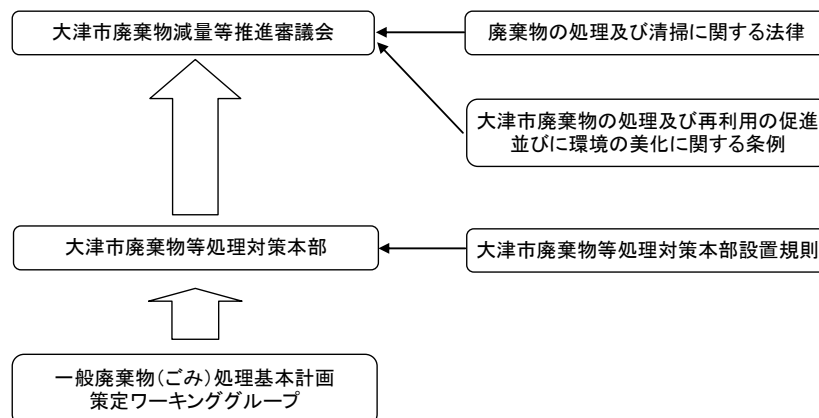 大津市廃棄物減量等推進審議会
廃棄物の処理及び清掃に関する法律
大津市廃棄物の処理及び再利用の促進
並びに環境の美化に関する条例
大津市廃棄物等処理対策本部
大津市廃棄物等処理対策本部設置規則
一般廃棄物(ごみ)処理基本計画
策定ワーキンググループ